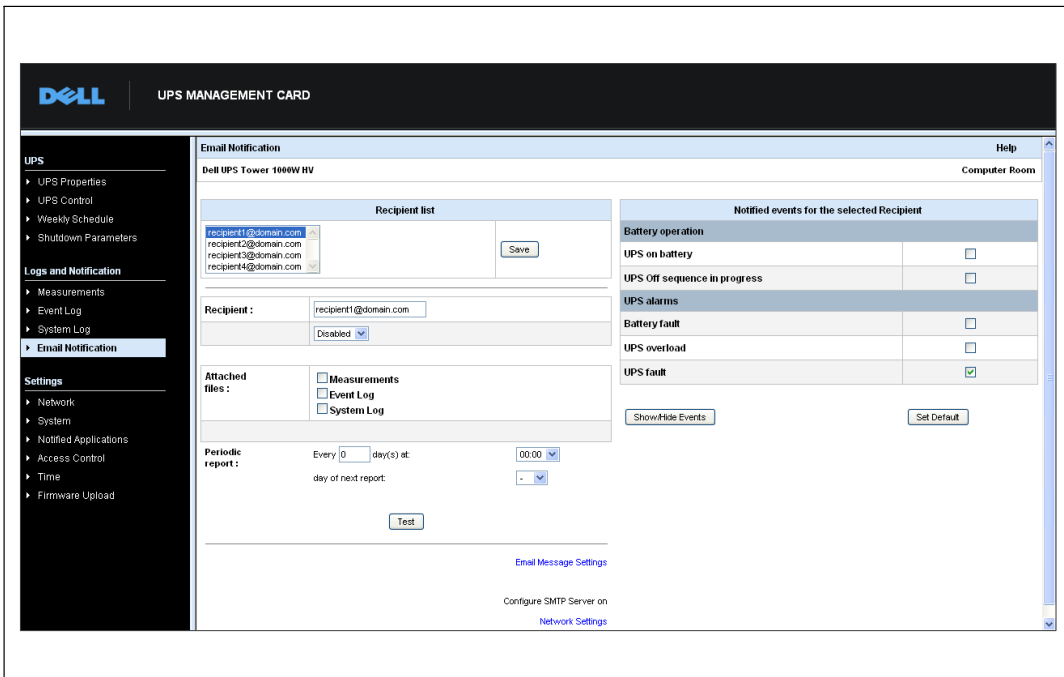 DELL
UPS MANAGEMENT CARD
UPS
UPS Properties
UPS Control
Weekly Schedule
Shutdown Parameters
Logs and Notification
Measurements
Event Log
System Log
Email Notification
Settings
Network
System
Notified Applications
Access Control
Time
Firmware Upload
Email Notification Help
Dell UPS Tower 1000W HV Computer Room
Recipient list
recipient1@domain.com
recipient2@domain.com
recipient3@domain.com
recipient4@domain.com
Save
Recipient : recipient1@domain.com
Disabled
Attached files :
Measurements
Event Log
System Log
Periodic report :
Every 0 day(s) at: 00:00
day of next report: -
Test
Email Message Settings
Configure SMTP Server on
Network Settings
Notified events for the selected Recipient
Battery operation
UPS on battery
UPS Off sequence in progress
UPS alarms
Battery fault
UPS overload
UPS fault
Show/Hide Events Set Default